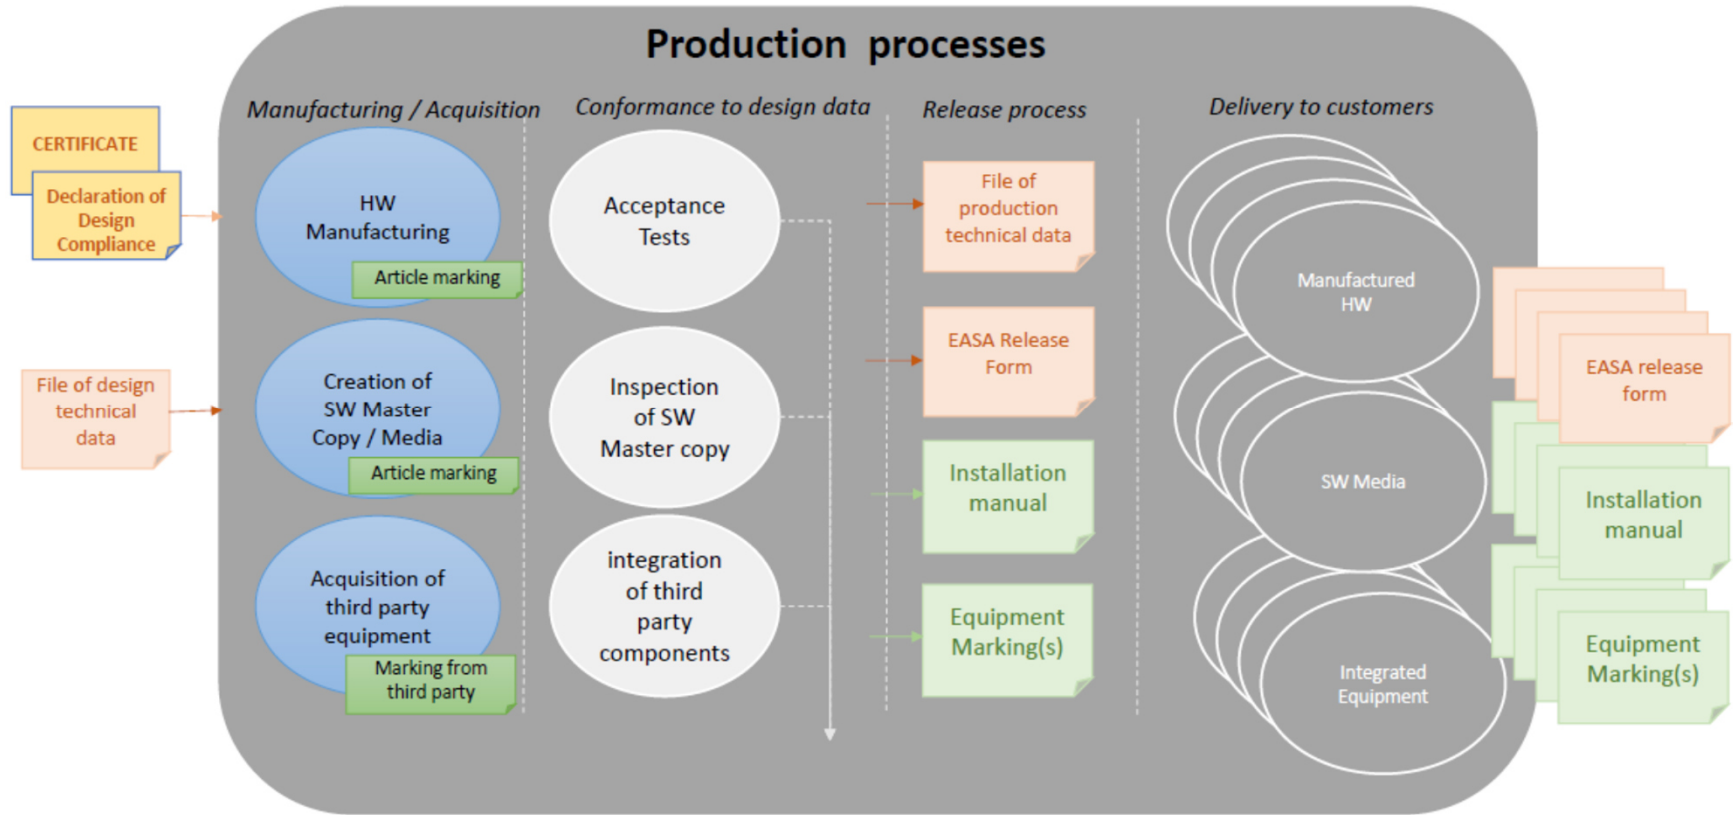 Production processes
Manufacturing / Acquisition
Conformance to design data
Release process
Delivery to customers
CERTIFICATE
Declaration of
Design
Compliance
File of design
technical
data
HW
Manufacturing
Article marking
Creation of
SW Master
Copy / Media
Article marking
Acquisition of
third party
equipment
Marking from
third party
Acceptance
Tests
Inspection
of SW
Master copy
integration
of third
party
components
File of
production
technical data
EASA Release
Form
Installation
manual
Equipment
Marking(s)
Manufactured
HW
SW Media
Integrated
Equipment
EASA release
form
Installation
manual
Equipment
Marking(s)